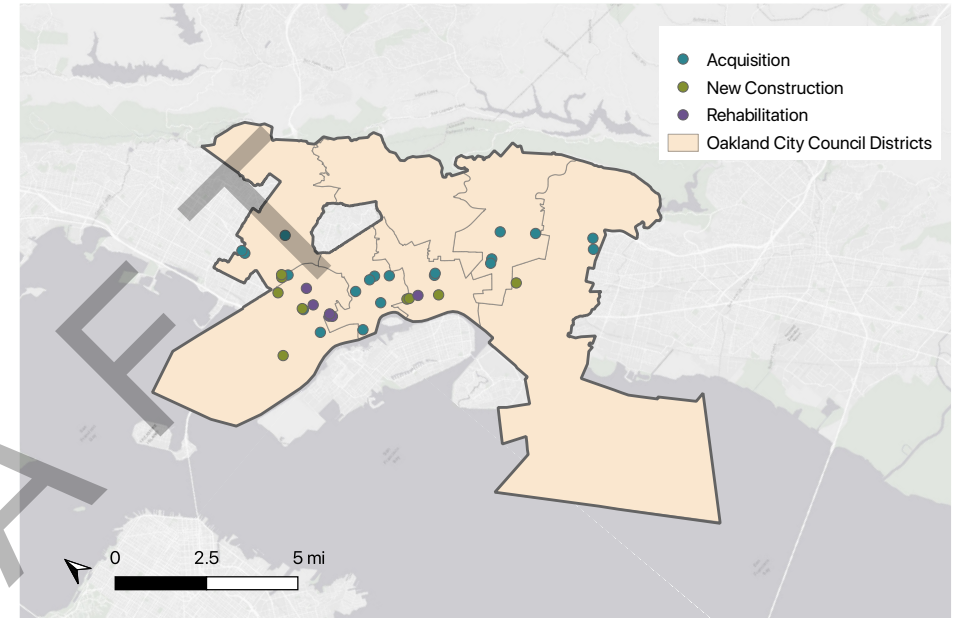 Acquisition
New Construction
Rehabilitation
Oakland City Council Districts
0 2.5 5 mi